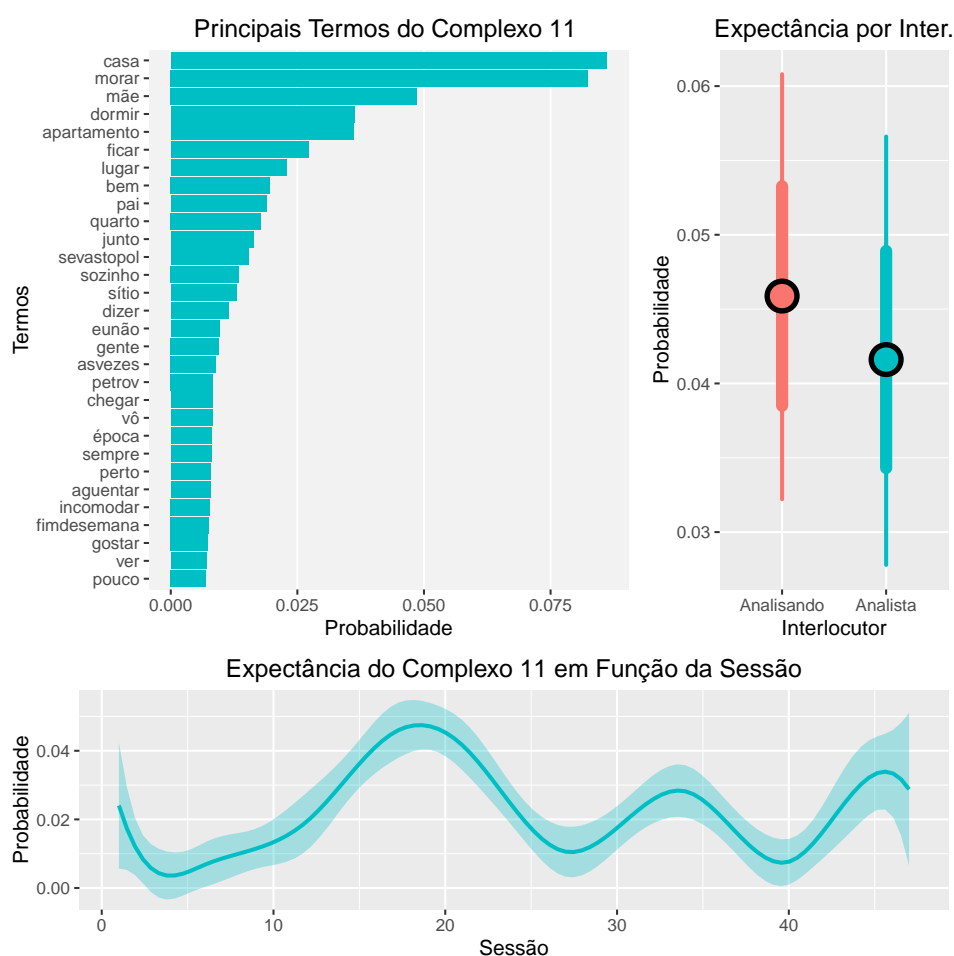 Principais Termos do Complexo 11
Termos
casa
morar
mãe
dormir
apartamento
ficar
lugar
bem
pai
quarto
junto
sevastopol
sozinho
sítio
dizer
eunão
gente
asvezes
petrov
chegar
vô
época
sempre
perto
aguentar
incomodar
fimdesemana
gostar
ver
pouco
0.000 0.025 0.050 0.075
Probabilidade
Expectância por Inter.
Probabilidade
0.06
0.05
0.04
0.03
Analisando Analista
Interlocutor
Expectância do Complexo 11 em Função da Sessão
Probabilidade
0.04
0.02
0.00
0 10 20 30 40
Sessão